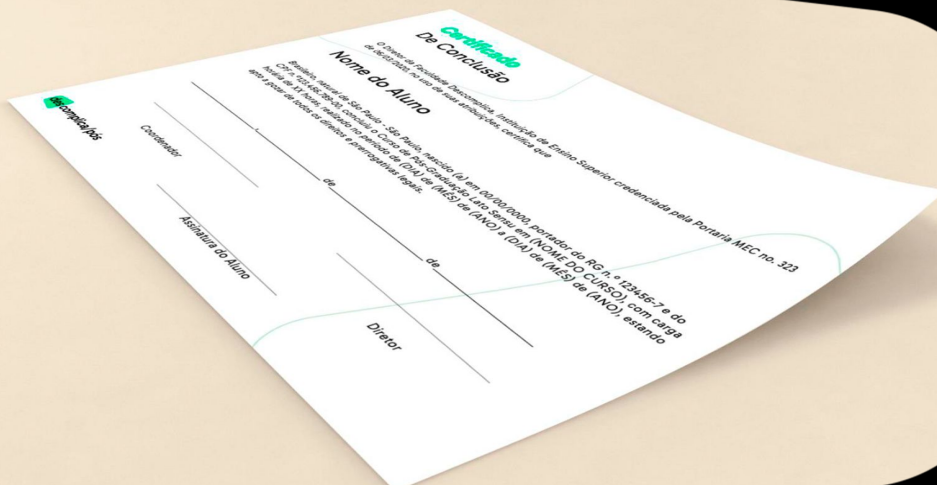 Certificado
De Conclusão
O Diretor da Faculdade Descomplica, Instituição de Ensino Superior credenciada pela Portaria MEC no. 323
de 06/03/2020, no uso de suas atribuições, certifica que
Nome do Aluno
Brasileiro, natural de São Paulo - São Paulo, nascido (a) em 00/00/0000, portador do RG n. º 123456-7 e do
CPF n. º123.456.789-00, concluiu o Curso de Pós-Graduação Lato Sensu em (NOME DO CURSO), com carga
horária de XX horas, realizado no período de (DIA) de (MÊS) de (ANO) a (DIA) de (MÊS) de (ANO), estando
apto a gozar de todos os direitos e prerrogativas legais.
, de de
Coordenador
Diretor
Assinatura do Aluno
descomplica/pós